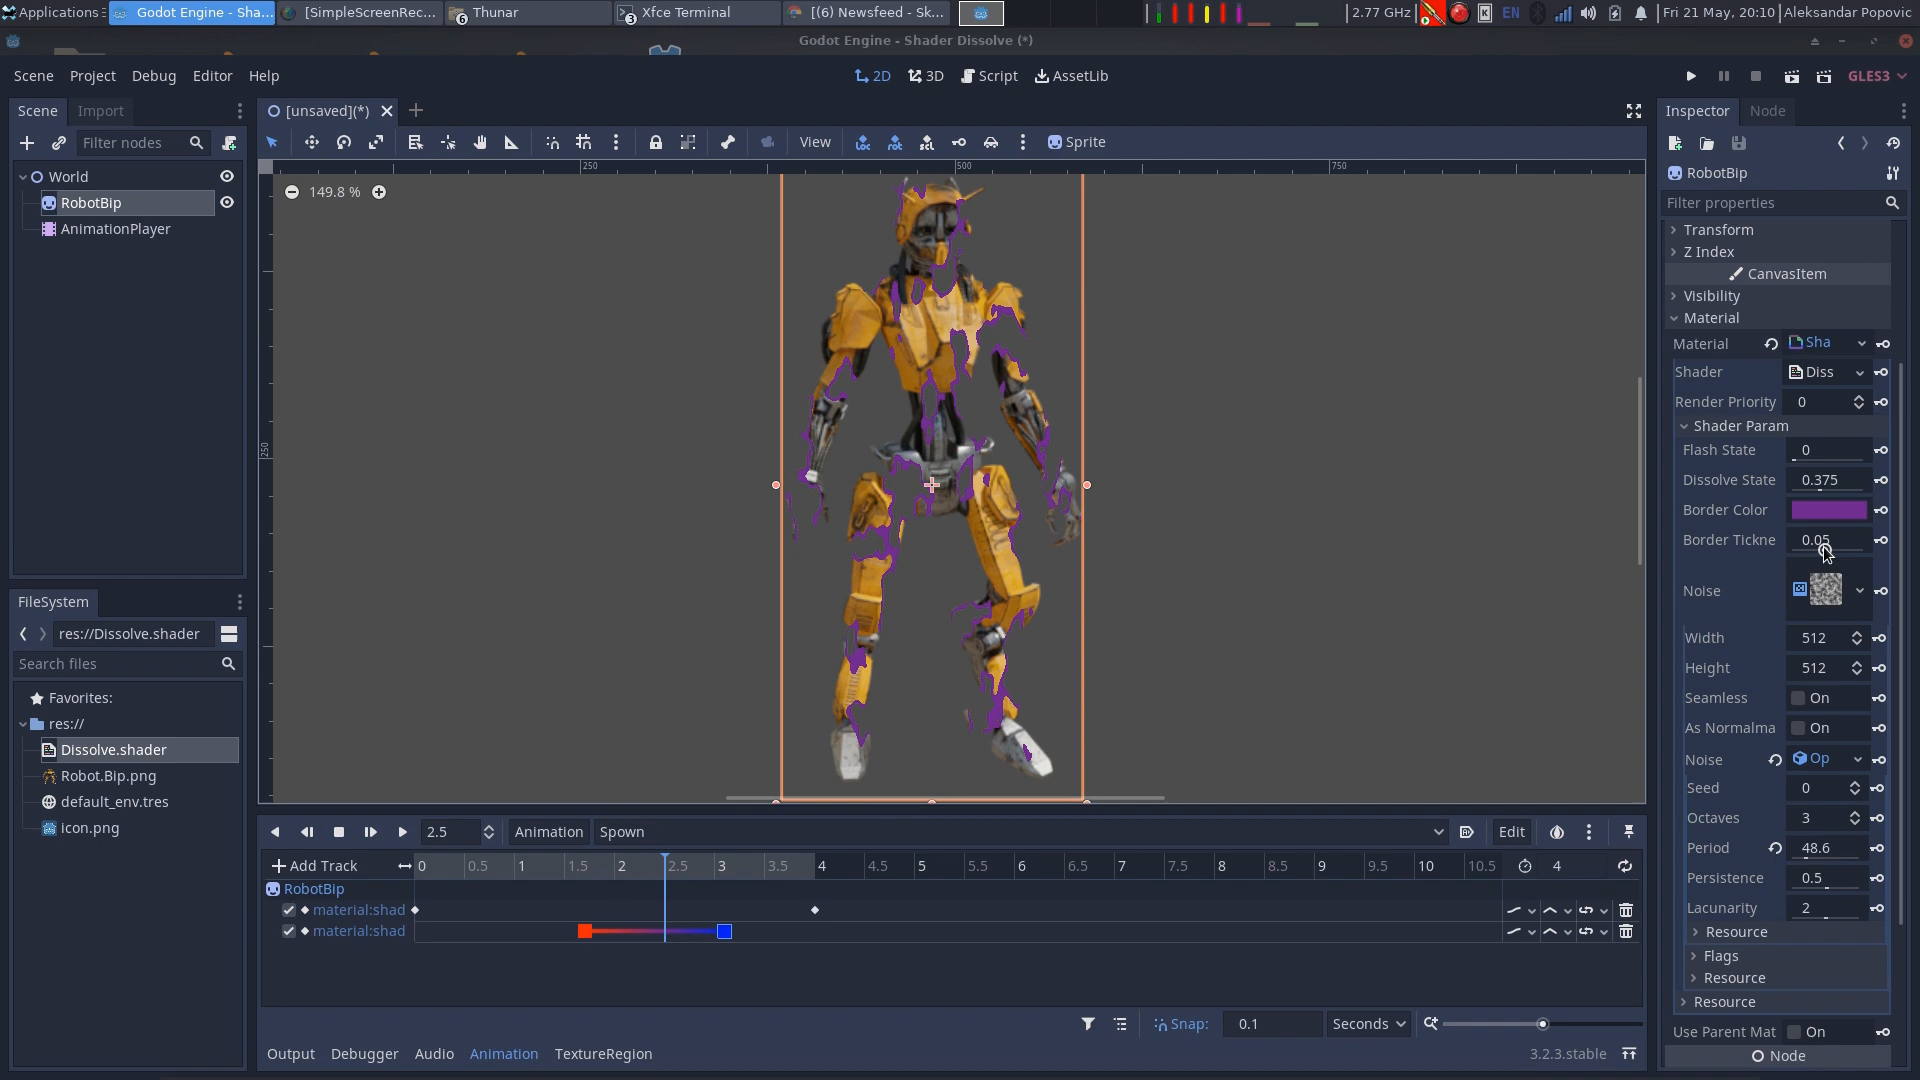 Applications
Godot Engine - Sha...
[SimpleScreenRec...
6
Thunar
3
Xfce Terminal
[(6) Newsfeed - Sk...
2.77 GHz
EN
Fri 21 May, 20:10
Aleksandar Popovic
Godot Engine - Shader Dissolve (*)
Scene
Project
Debug
Editor
Help
2D
3D
Script
AssetLib
GLES3
Scene
Import
Filter nodes
World
RobotBip
AnimationPlayer
FileSystem
res://Dissolve.shader
Search files
Favorites:
res://
Dissolve.shader
Robot.Bip.png
default_env.tres
icon.png
[unsaved](*)
View
Sprite
250
500
750
250
149.8 %
2.5
Animation
Spawn
Edit
Add Track
0 0.5 1 1.5 2 2.5 3 3.5 4 4.5 5 5.5 6 6.5 7 7.5 8 8.5 9 9.5 10 10.5
4
RobotBip
material:shad
material:shad
Snap:
0.1
Seconds
Output
Debugger
Audio
Animation
TextureRegion
3.2.3.stable
Inspector
Node
RobotBip
Filter properties
Transform
Z Index
CanvasItem
Visibility
Material
Material
Sha
Shader
Diss
Render Priority
0
Shader Param
Flash State
0
Dissolve State
0.375
Border Color
Border Tickne
0.05
Noise
Width
512
Height
512
Seamless
On
As Normalma
On
Noise
Op
Seed
0
Octaves
3
Period
48.6
Persistence
0.5
Lacunarity
2
Resource
Flags
Resource
Resource
Use Parent Mat
On
Node